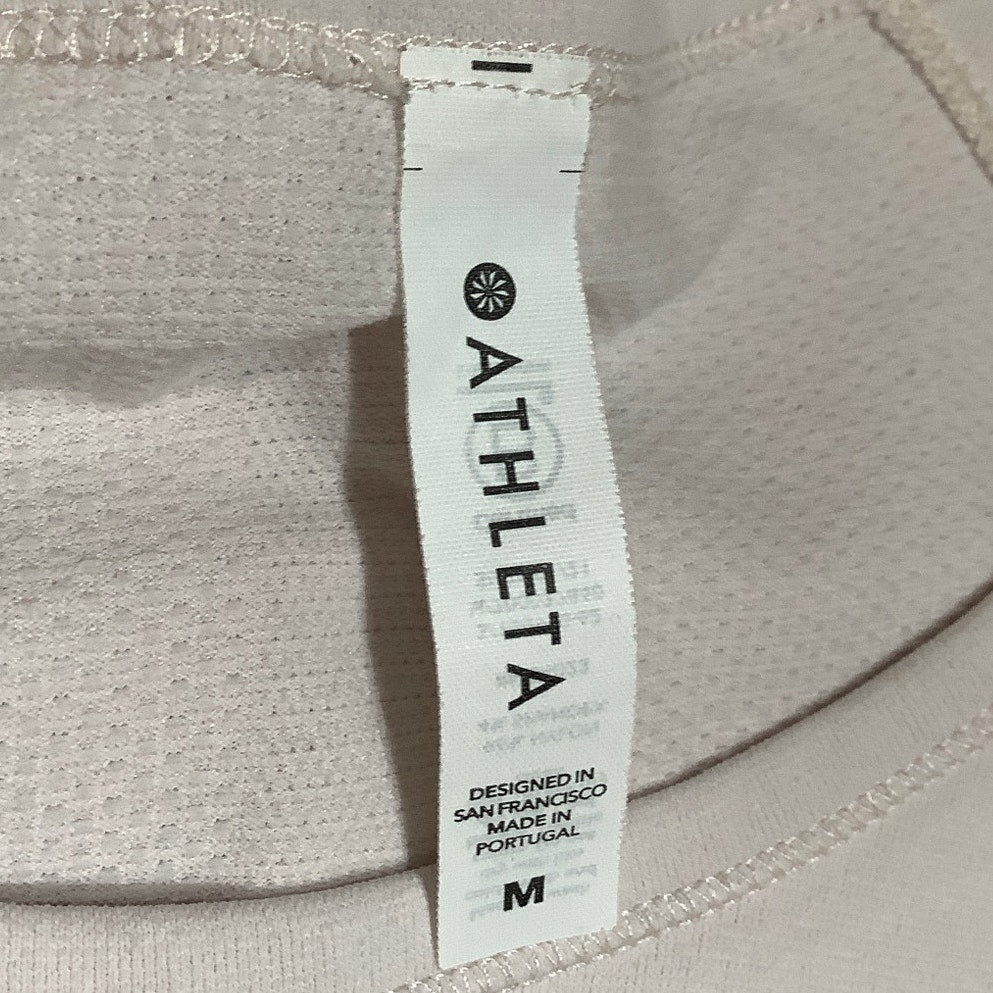 ATHLETA
DESIGNED IN
SAN FRANCISCO
MADE IN
PORTUGAL
M